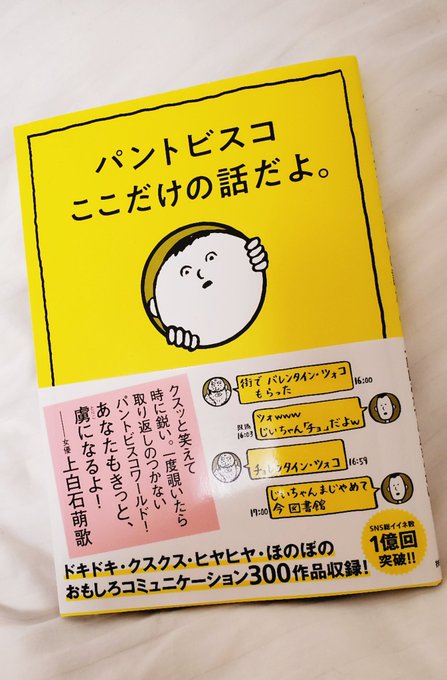 パントビスコ
ここだけの話だよ。
クスッと笑えて
時に鋭い。一度覗いたら
取り返しのつかない
パントビスコワールド!
あなたもきっと、
虜になるよ!
──女優 上白石萌歌
街で バレンタイン・ツォコ
もらった
16:00
ツォwww
じいちゃん「チョ」だよw
既読
16:03
チョレンタイン・ツォコ
16:59
じいちゃんまじやめて
今 図書館
19:00
ドキドキ・クスクス・ヒヤヒヤ・ほのぼの
おもしろコミュニケーション300作品収録!
SNS総イイネ数
1億回
突破!!